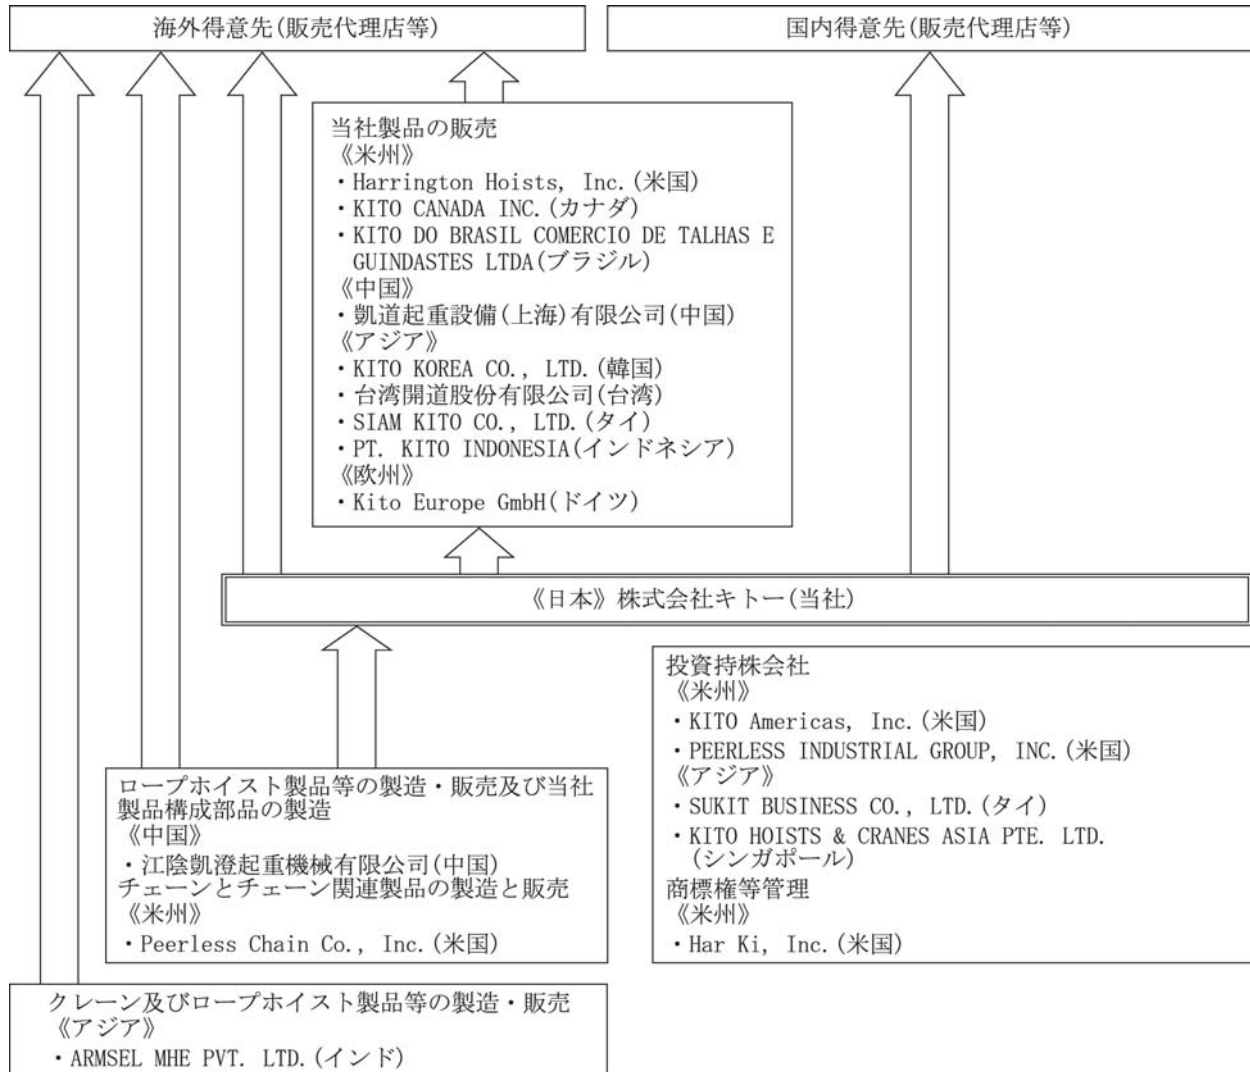 海外得意先(販売代理店等)
国内得意先(販売代理店等)
当社製品の販売
《米州》
・Harrington Hoists, Inc.(米国)
・KITO CANADA INC.(カナダ)
・KITO DO BRASIL COMERCIO DE TALHAS E
GUINDASTES LTDA(ブラジル)
《中国》
・凱道起重設備(上海)有限公司(中国)
《アジア》
・KITO KOREA CO., LTD.(韓国)
・台湾開道股份有限公司(台湾)
・SIAM KITO CO., LTD.(タイ)
・PT. KITO INDONESIA(インドネシア)
《欧州》
・Kito Europe GmbH(ドイツ)
《日本》株式会社キトー(当社)
ロープホイスト製品等の製造・販売及び当社
製品構成部品の製造
《中国》
・江陰凱澄起重機械有限公司(中国)
チェーンとチェーン関連製品の製造と販売
《米州》
・Peerless Chain Co., Inc.(米国)
投資持株会社
《米州》
・KITO Americas, Inc.(米国)
・PEERLESS INDUSTRIAL GROUP, INC.(米国)
《アジア》
・SUKIT BUSINESS CO., LTD.(タイ)
・KITO HOISTS & CRANES ASIA PTE. LTD.
(シンガポール)
商標権等管理
《米州》
・Har Ki, Inc.(米国)
クレーン及びロープホイスト製品等の製造・販売
《アジア》
・ARMSEL MHE PVT. LTD.(インド)